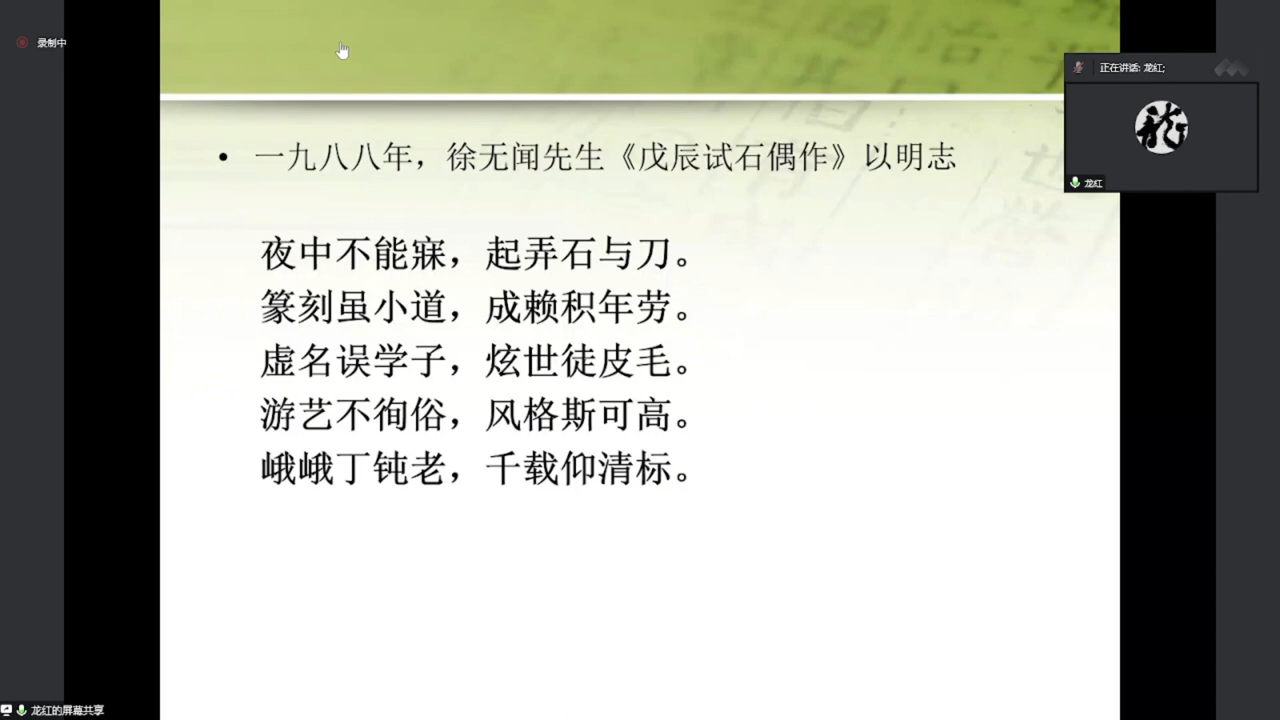 录制中
正在讲话: 龙红;
龙红
一九八八年，徐无闻先生《戊辰试石偶作》以明志
夜中不能寐，起弄石与刀。
篆刻虽小道，成赖积年劳。
虚名误学子，炫世徒皮毛。
游艺不徇俗，风格斯可高。
峨峨丁钝老，千载仰清标。
龙红的屏幕共享